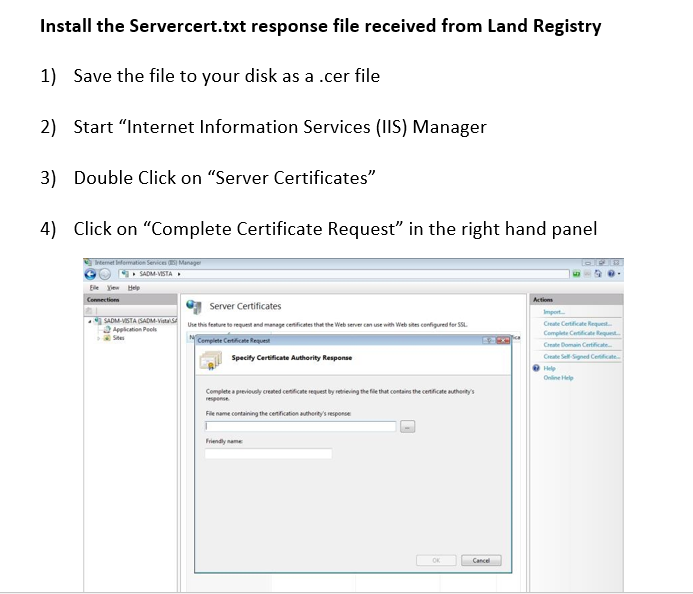 Install the Servercert.txt response file received from Land Registry
1) Save the file to your disk as a .cer file
2) Start “Internet Information Services (IIS) Manager
3) Double Click on “Server Certificates”
4) Click on “Complete Certificate Request” in the right hand panel
Internet Information Services (IIS) Manager
SADM-VISTA
File View Help
Connections
SADM-VISTA (SADM-Vista\SA
Application Pools
Sites
Server Certificates
Use this feature to request and manage certificates that the Web server can use with Web sites configured for SSL.
Complete Certificate Request
Specify Certificate Authority Response
Complete a previously created certificate request by retrieving the file that contains the certificate authority's
response.
File name containing the certification authority's response:
...
Friendly name:
OK Cancel
Actions
Import...
Create Certificate Request...
Complete Certificate Request...
Create Domain Certificate...
Create Self-Signed Certificate...
Help
Online Help